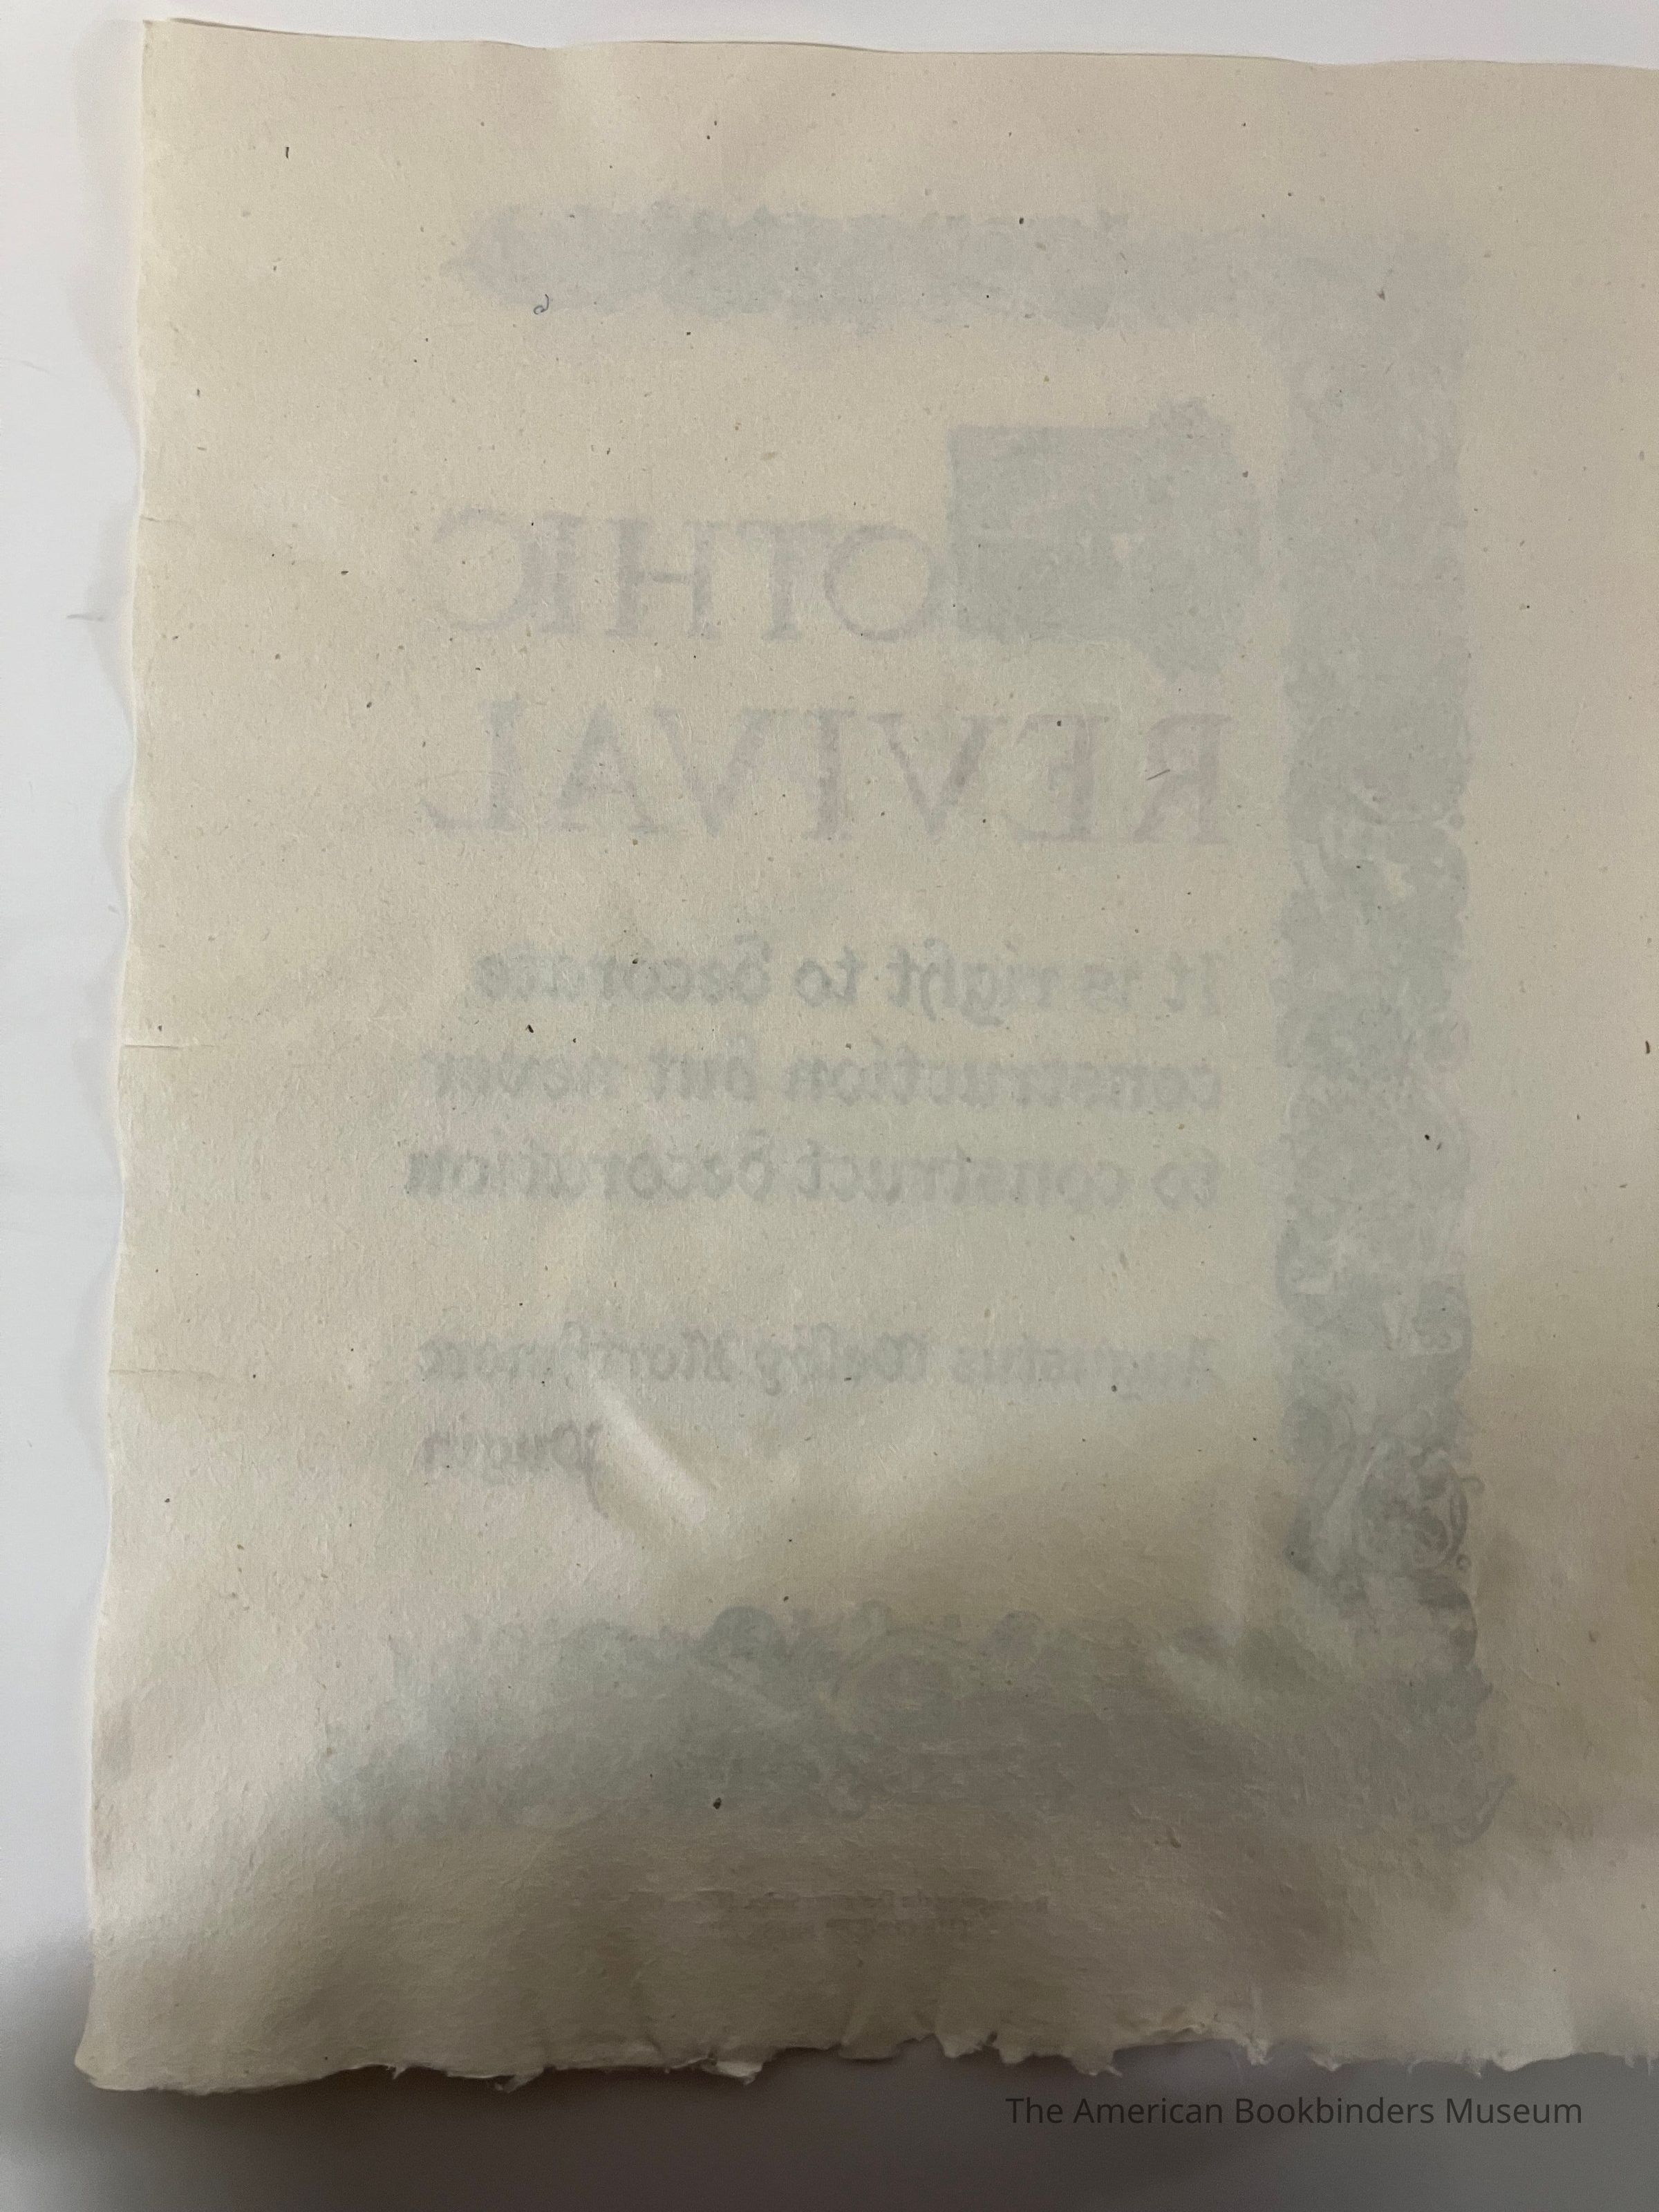 GOTHIC
REVIVAL
It is right to decorate
construction but never
to construct decoration
Augustus Welby Northmore
Pugin
The American Bookbinders Museum